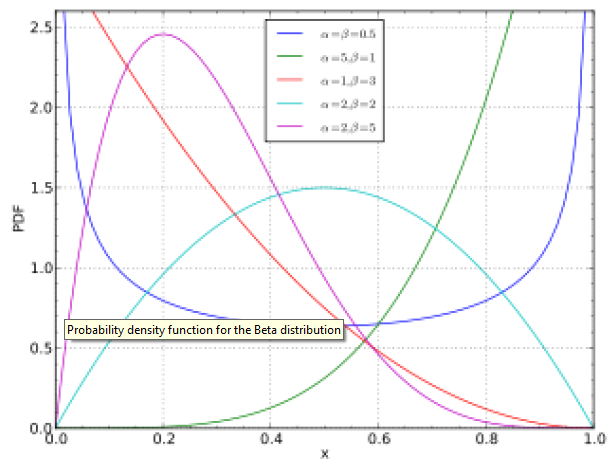 2.5
2.0
1.5
1.0
0.5
0.0
PDF
α=β=0.5
α=5,β=1
α=1,β=3
α=2,β=2
α=2,β=5
Probability density function for the Beta distribution
0.0 0.2 0.4 0.6 0.8 1.0
x